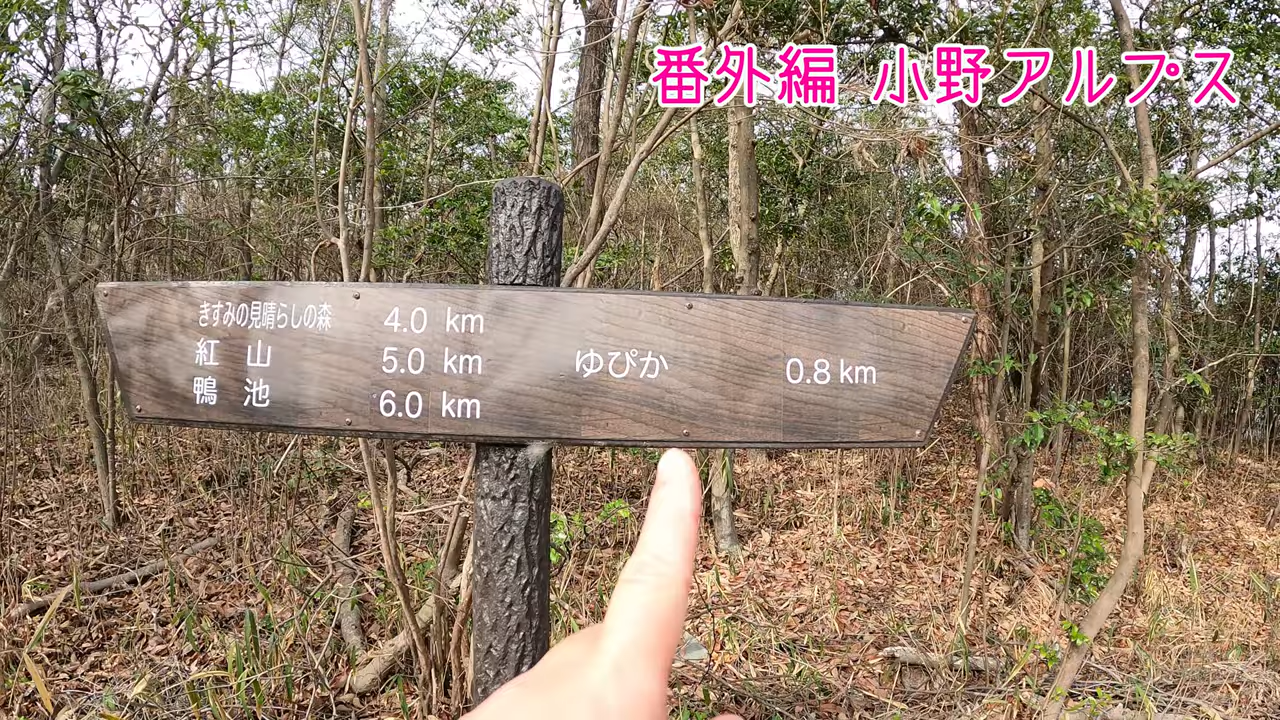 番外編 小野アルプス
きすみの見晴らしの森 4.0 km
紅 山 5.0 km
鴨 池 6.0 km
ゆぴか 0.8 km